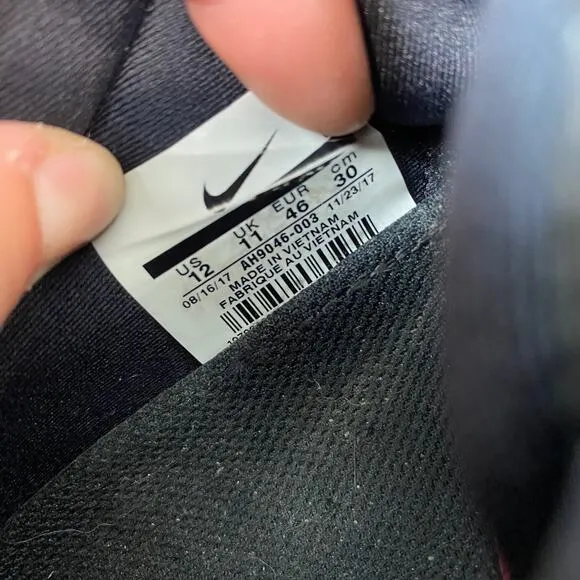 US UK EUR cm
12 11 46 30
08/16/17 AH9046-003 11/23/17
MADE IN VIETNAM
FABRIQUE AU VIETNAM